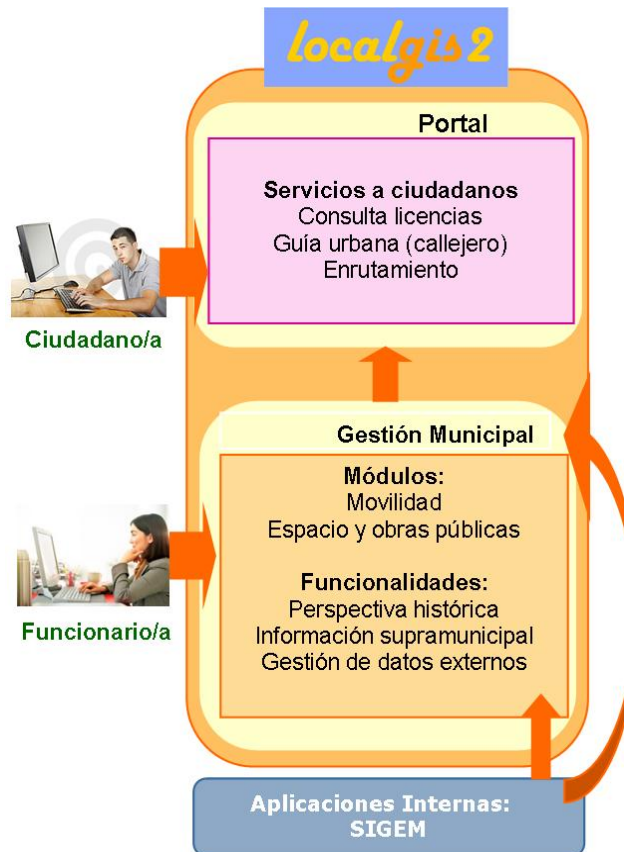 localgis2
Portal
Servicios a ciudadanos
Consulta licencias
Guía urbana (callejero)
Enrutamiento
Ciudadano/a
Gestión Municipal
Módulos:
Movilidad
Espacio y obras públicas
Funcionalidades:
Perspectiva histórica
Información supramunicipal
Gestión de datos externos
Funcionario/a
Aplicaciones Internas:
SIGEM